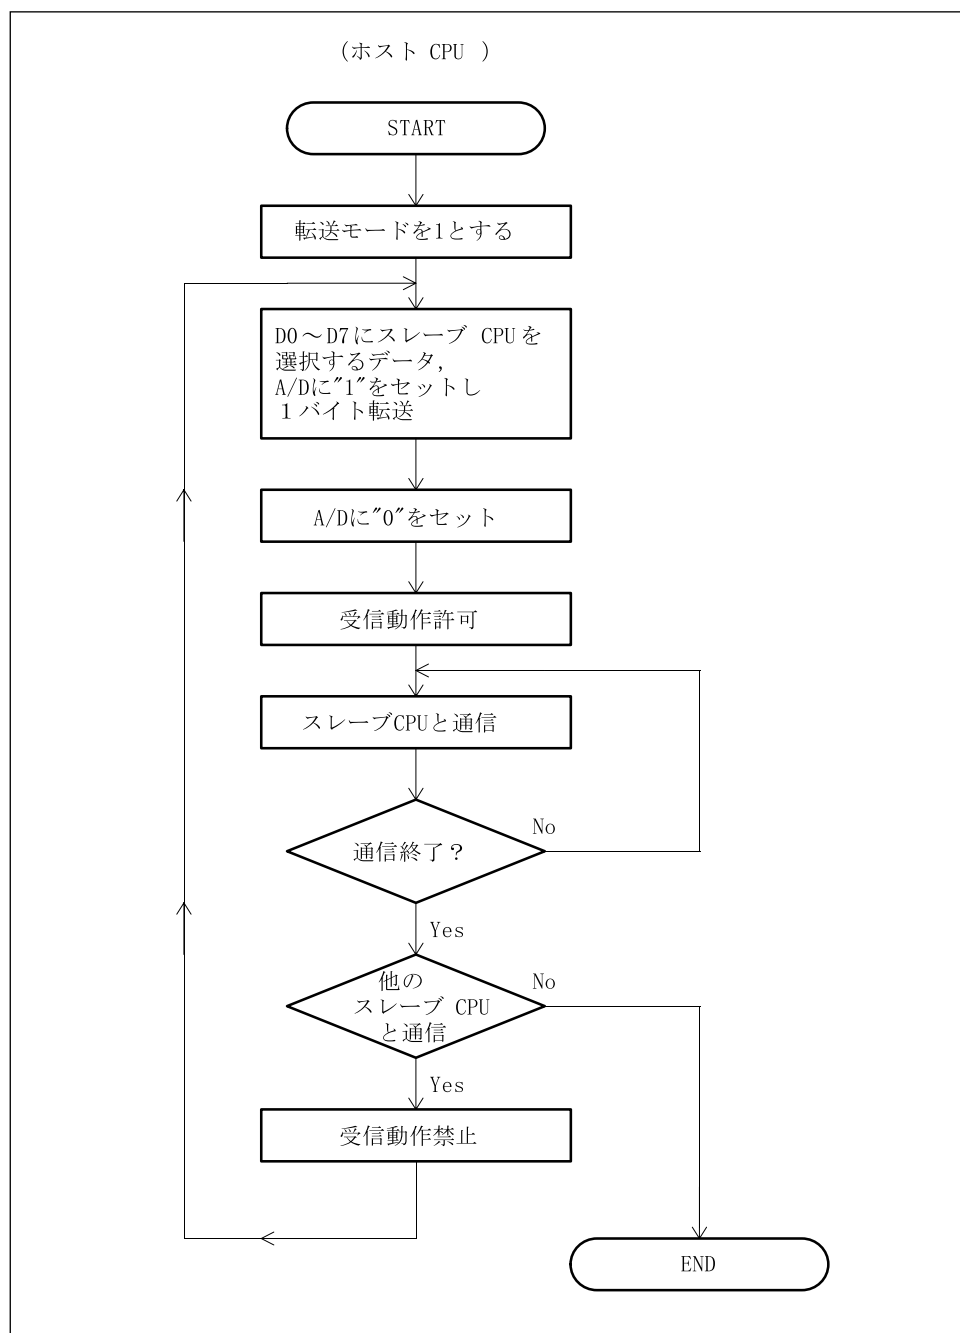 (ホスト CPU )
START
転送モードを1とする
D0～D7にスレーブ CPUを
選択するデータ,
A/Dに"1"をセットし
１バイト転送
A/Dに"0"をセット
受信動作許可
スレーブCPUと通信
通信終了？
No
Yes
他の
スレーブ CPU
と通信
No
Yes
受信動作禁止
END